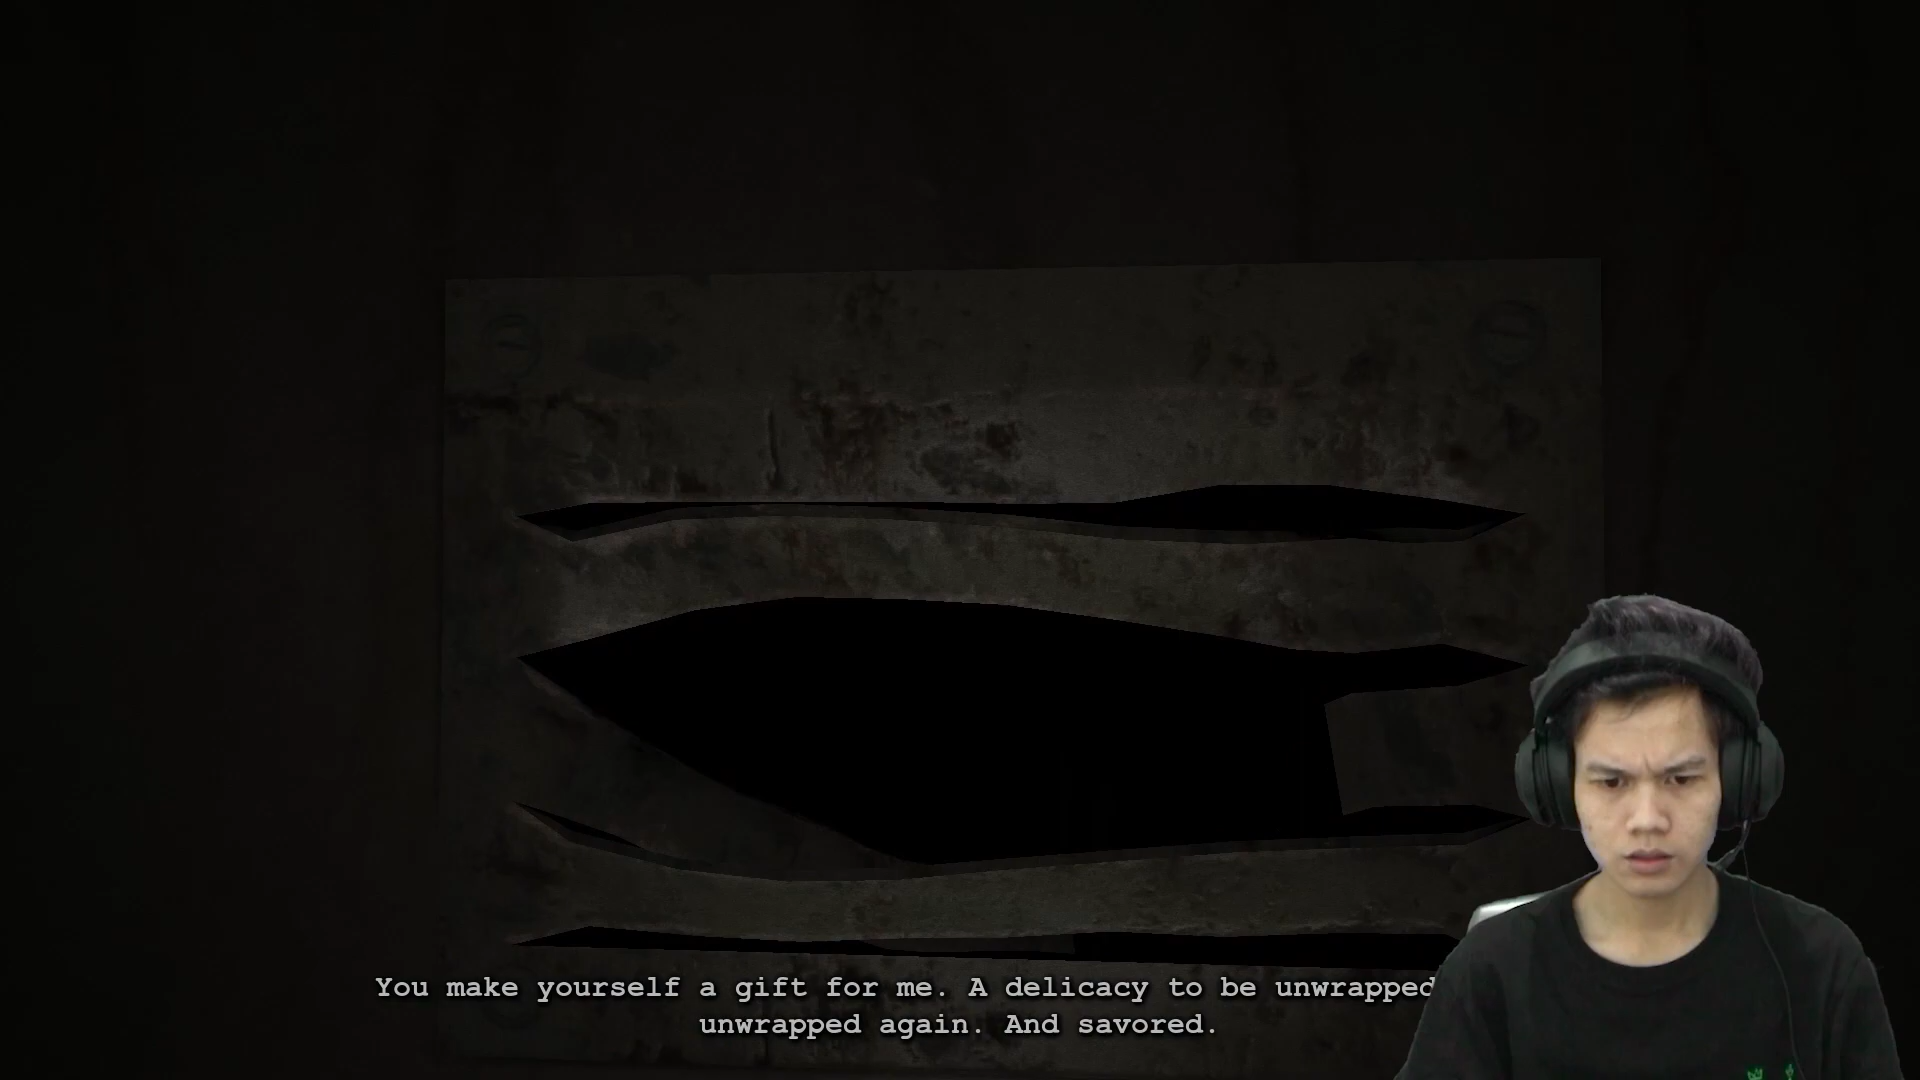 You make yourself a gift for me. A delicacy to be unwrapped
unwrapped again. And savored.